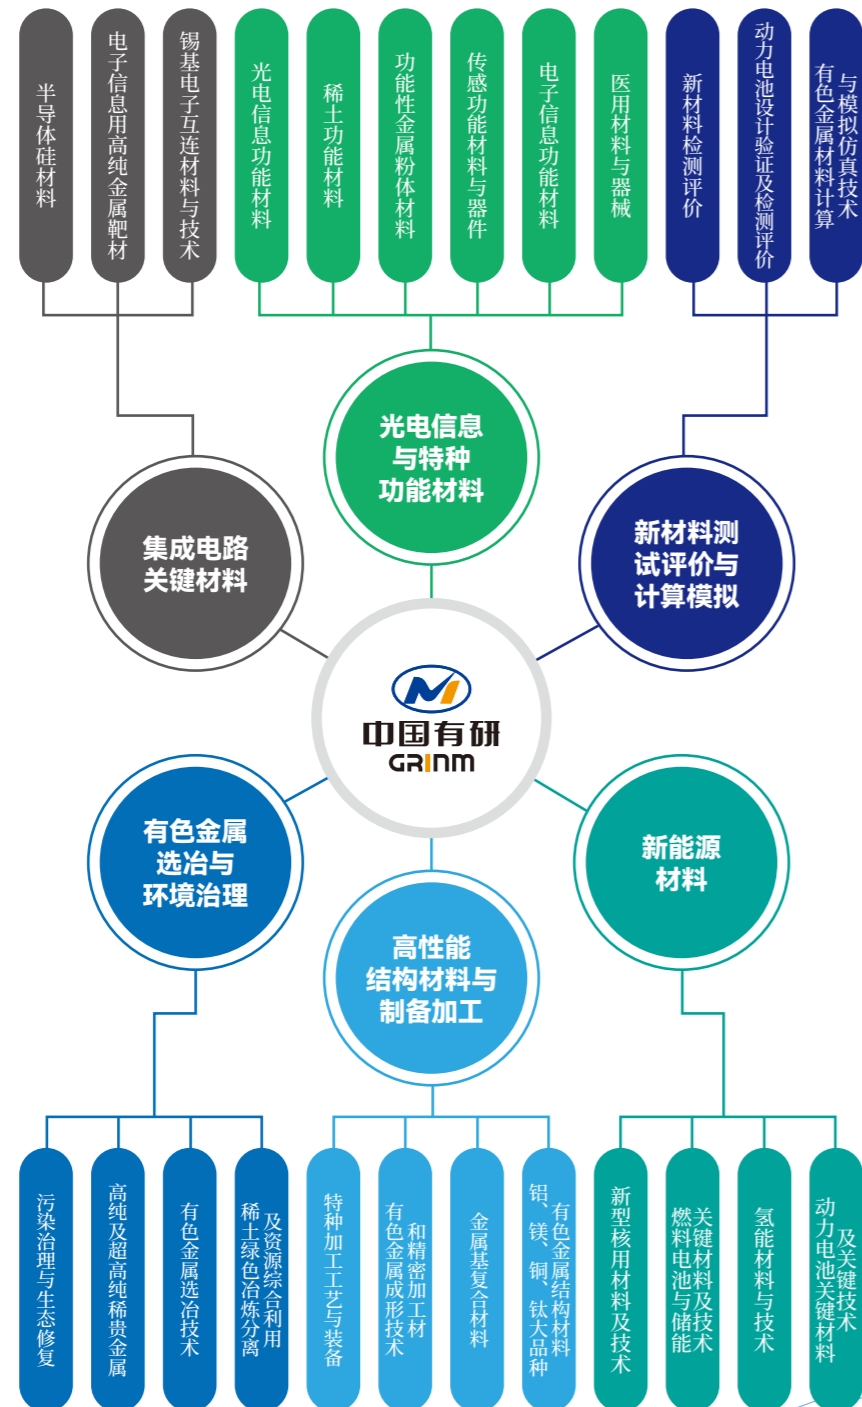 半导体硅材料
电子信息用高纯金属靶材
锡基电子互连材料与技术
光电信息功能材料
稀土功能材料
功能性金属粉体材料
传感功能材料与器件
电子信息功能材料
医用材料与器械
新材料检测评价
动力电池设计验证及检测评价
有色金属材料计算
与模拟仿真技术
光电信息
与特种
功能材料
集成电路
关键材料
新材料测
试评价与
计算模拟
中国有研
GRINM
有色金属
选冶与
环境治理
新能源
材料
高性能
结构材料与
制备加工
污染治理与生态修复
高纯及超高纯稀贵金属
有色金属选冶技术
稀土绿色冶炼分离
及资源综合利用
特种加工工艺与装备
有色金属成形技术
和精密加工材
金属基复合材料
铝、镁、铜、钛大品种
有色金属结构材料
新型核用材料及技术
燃料电池与储能
关键材料及技术
氢能材料与技术
动力电池关键材料
及关键技术